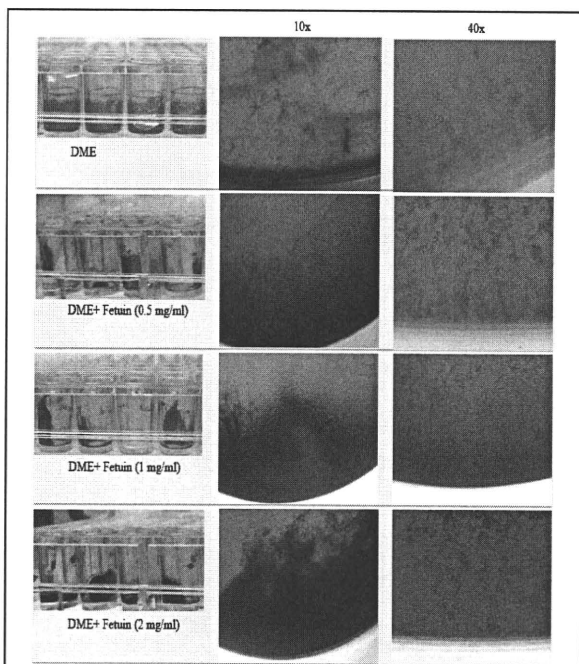 10x
40x
DME
DME+ Fetuin (0.5 mg/ml)
DME+ Fetuin (1 mg/ml)
DME+ Fetuin (2 mg/ml)